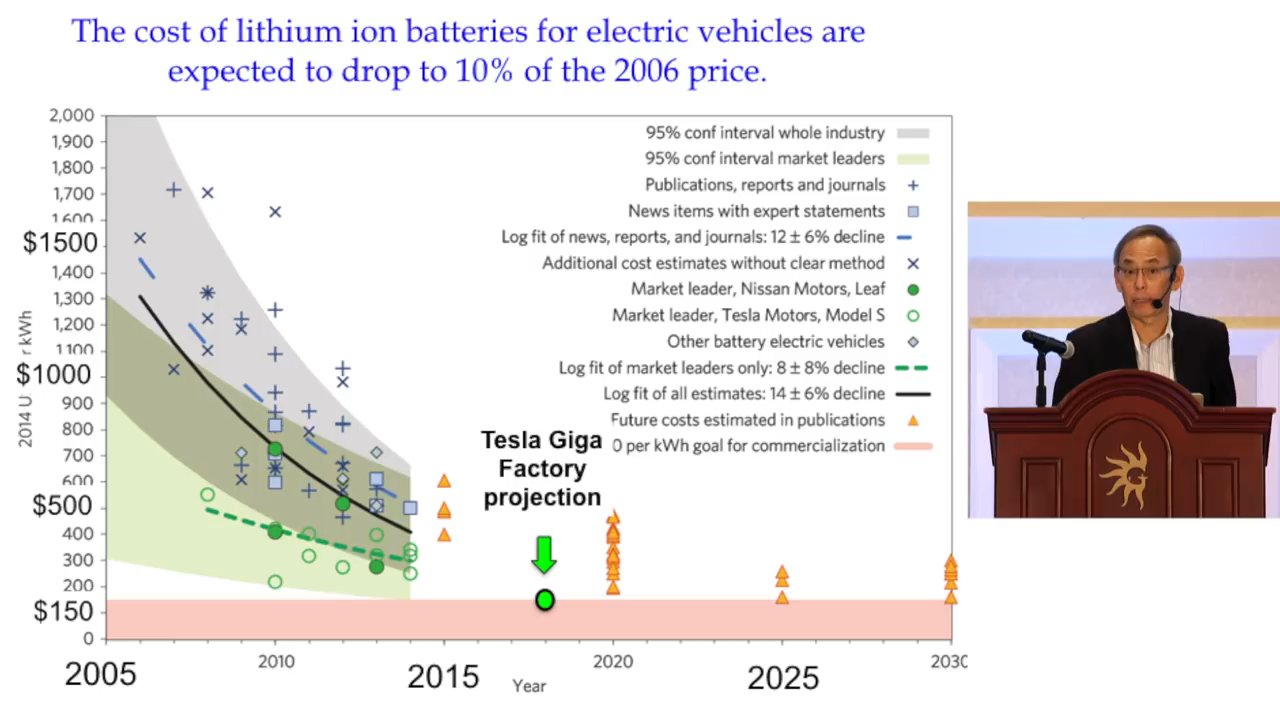 The cost of lithium ion batteries for electric vehicles are
expected to drop to 10% of the 2006 price.
2,000
1,900
1,800
1,700
1,600
$1500
1,400
1,300
1,200
1,100
$1000
900
800
700
600
$500
400
300
200
$150
0
2014 U r kWh
95% conf interval whole industry
95% conf interval market leaders
Publications, reports and journals
News items with expert statements
Log fit of news, reports, and journals: 12 ± 6% decline
Additional cost estimates without clear method
Market leader, Nissan Motors, Leaf
Market leader, Tesla Motors, Model S
Other battery electric vehicles
Log fit of market leaders only: 8 ± 8% decline
Log fit of all estimates: 14 ± 6% decline
Future costs estimated in publications
0 per kWh goal for commercialization
Tesla Giga
Factory
projection
2005
2010
2015
2020
2025
2030
Year